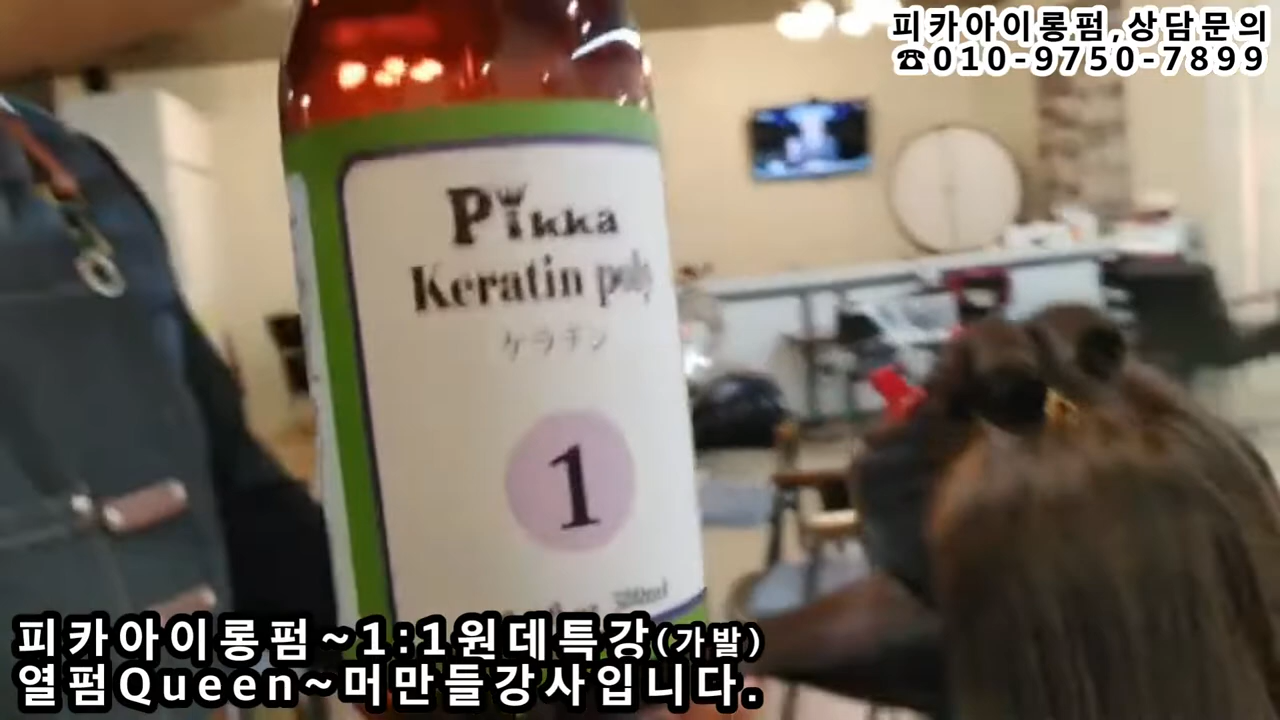 피카아이롱펌,상담문의
☎010-9750-7899
Pikka
Keratin poly
ケラチン
1
피카아이롱펌~1:1원데특강(가발)
열펌Queen~머만들강사입니다.